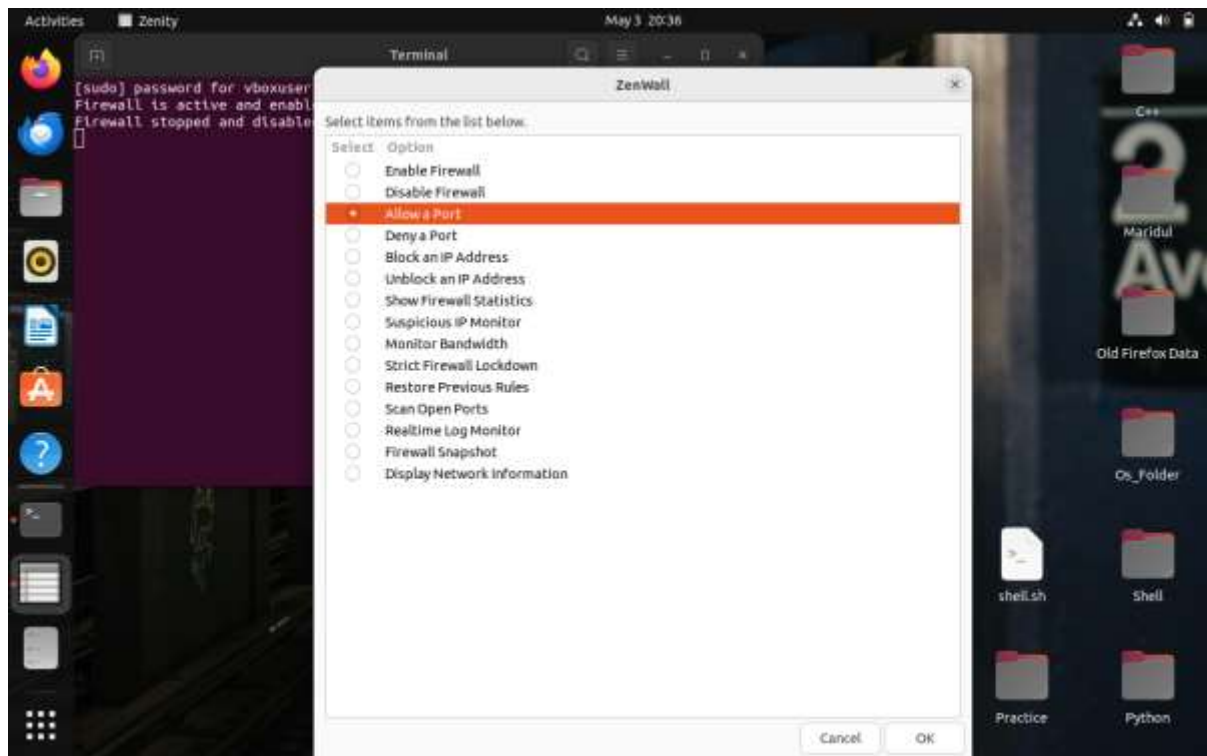 Activities Zenity May 3 20:36
Terminal
[sudo] password for vboxuser
Firewall is active and enabl
Firewall stopped and disable
ZenWall
Select items from the list below.
Select Option
Enable Firewall
Disable Firewall
Allow a Port
Deny a Port
Block an IP Address
Unblock an IP Address
Show Firewall Statistics
Suspicious IP Monitor
Monitor Bandwidth
Strict Firewall Lockdown
Restore Previous Rules
Scan Open Ports
Realtime Log Monitor
Firewall Snapshot
Display Network Information
Cancel OK
C++
2
Maridul
Av
Old Firefox Data
Os_Folder
shell.sh Shell
Practice Python